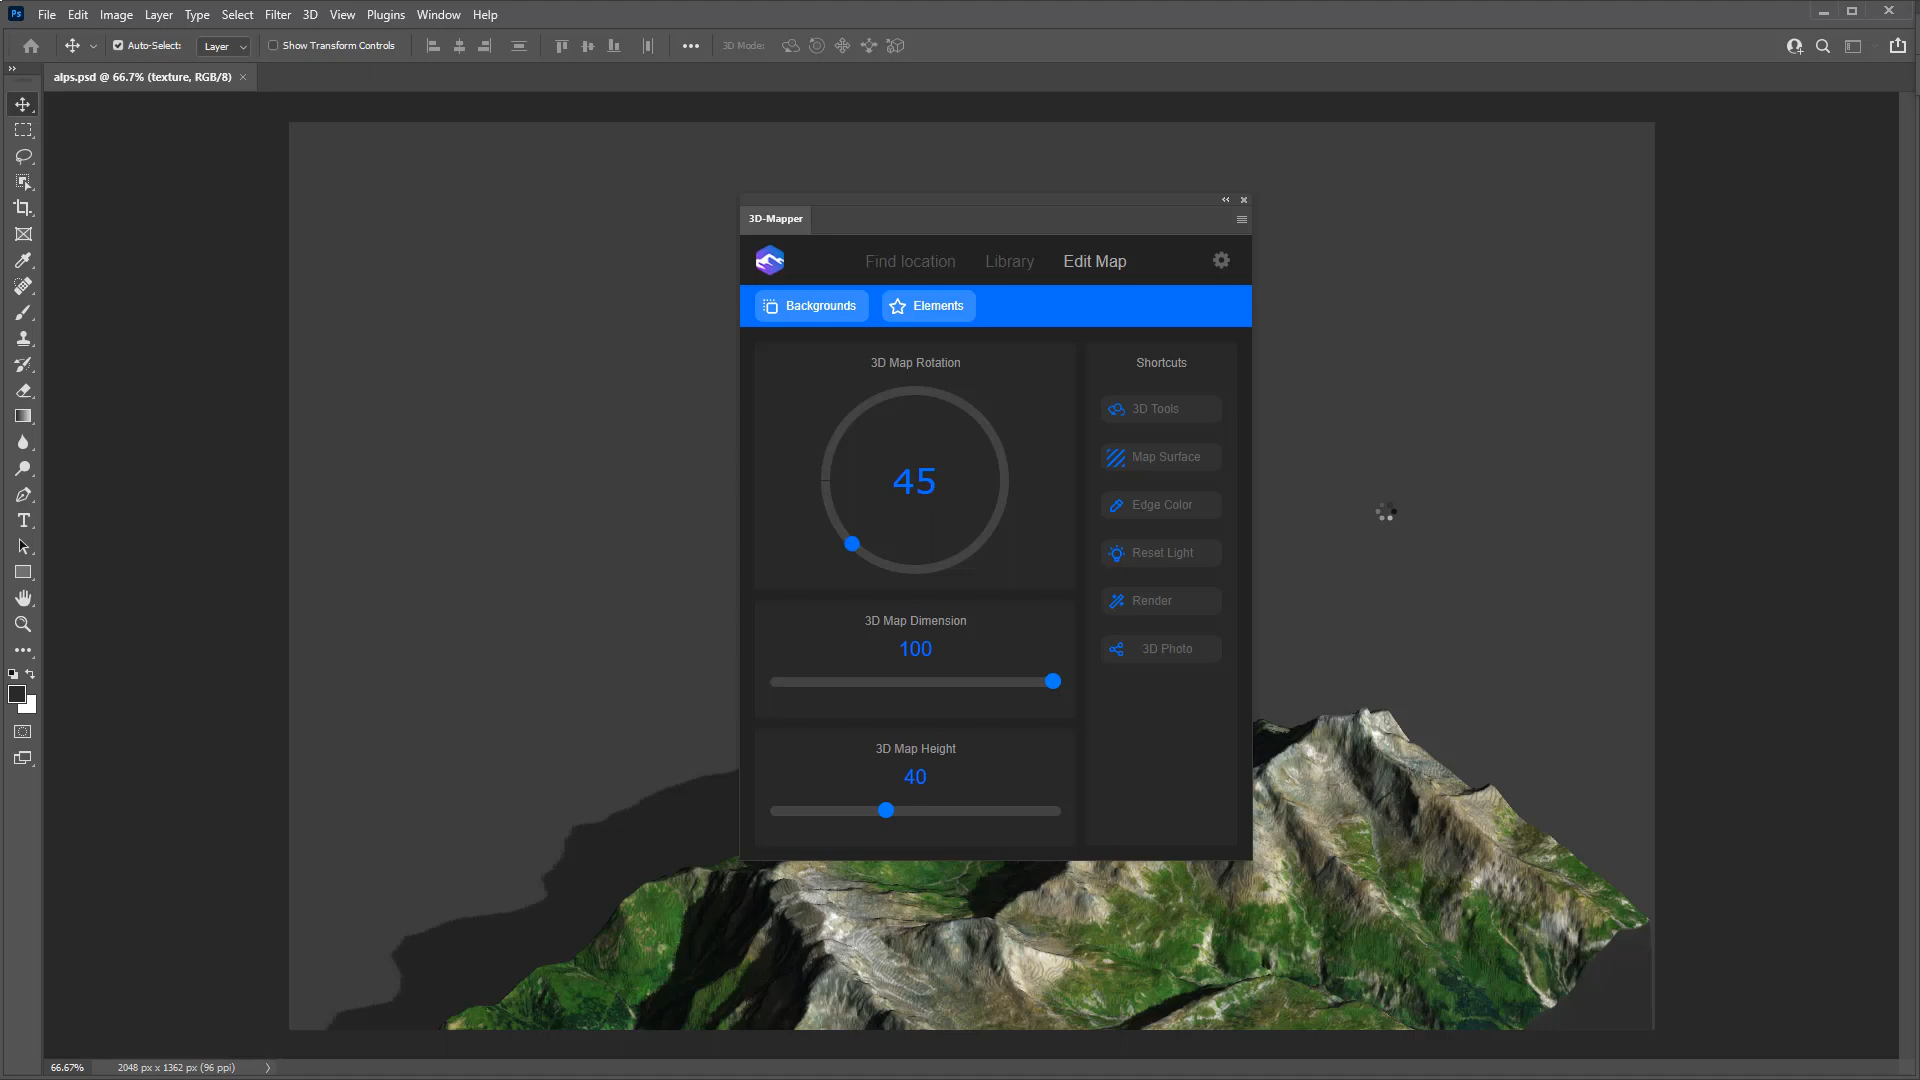 Ps File Edit Image Layer Type Select Filter 3D View Plugins Window Help
Auto-Select: Layer Show Transform Controls 3D Mode:
alps.psd @ 66.7% (texture, RGB/8)
3D-Mapper
Find location Library Edit Map
Backgrounds Elements
3D Map Rotation
45
3D Map Dimension
100
3D Map Height
40
Shortcuts
3D Tools
Map Surface
Edge Color
Reset Light
Render
3D Photo
66.67% 2048 px x 1362 px (96 ppi)